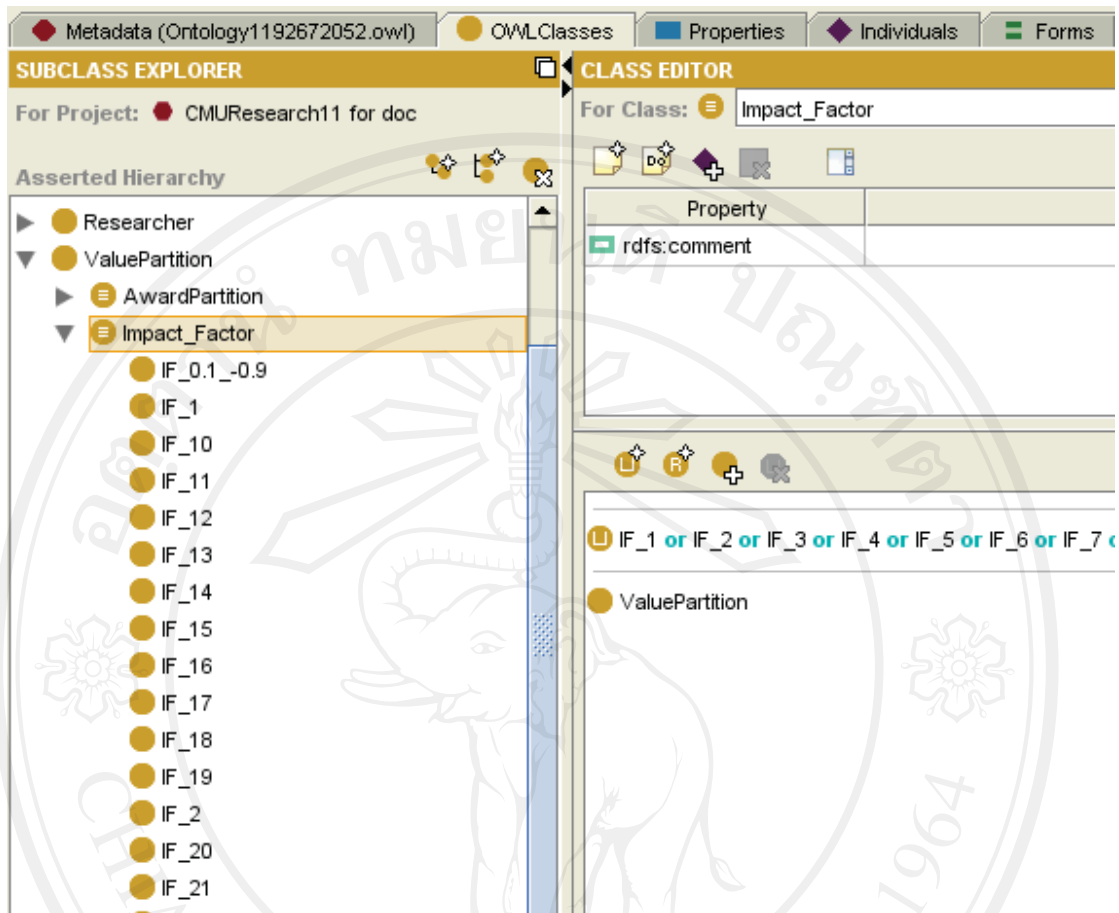 Metadata (Ontology1192672052.owl)
OWLClasses
Properties
Individuals
Forms
SUBCLASS EXPLORER
For Project: CMUResearch11 for doc
Asserted Hierarchy
Researcher
ValuePartition
AwardPartition
Impact_Factor
IF_0.1_-0.9
IF_1
IF_10
IF_11
IF_12
IF_13
IF_14
IF_15
IF_16
IF_17
IF_18
IF_19
IF_2
IF_20
IF_21
CLASS EDITOR
For Class: Impact_Factor
Property
rdfs:comment
IF_1 or IF_2 or IF_3 or IF_4 or IF_5 or IF_6 or IF_7
ValuePartition
1964